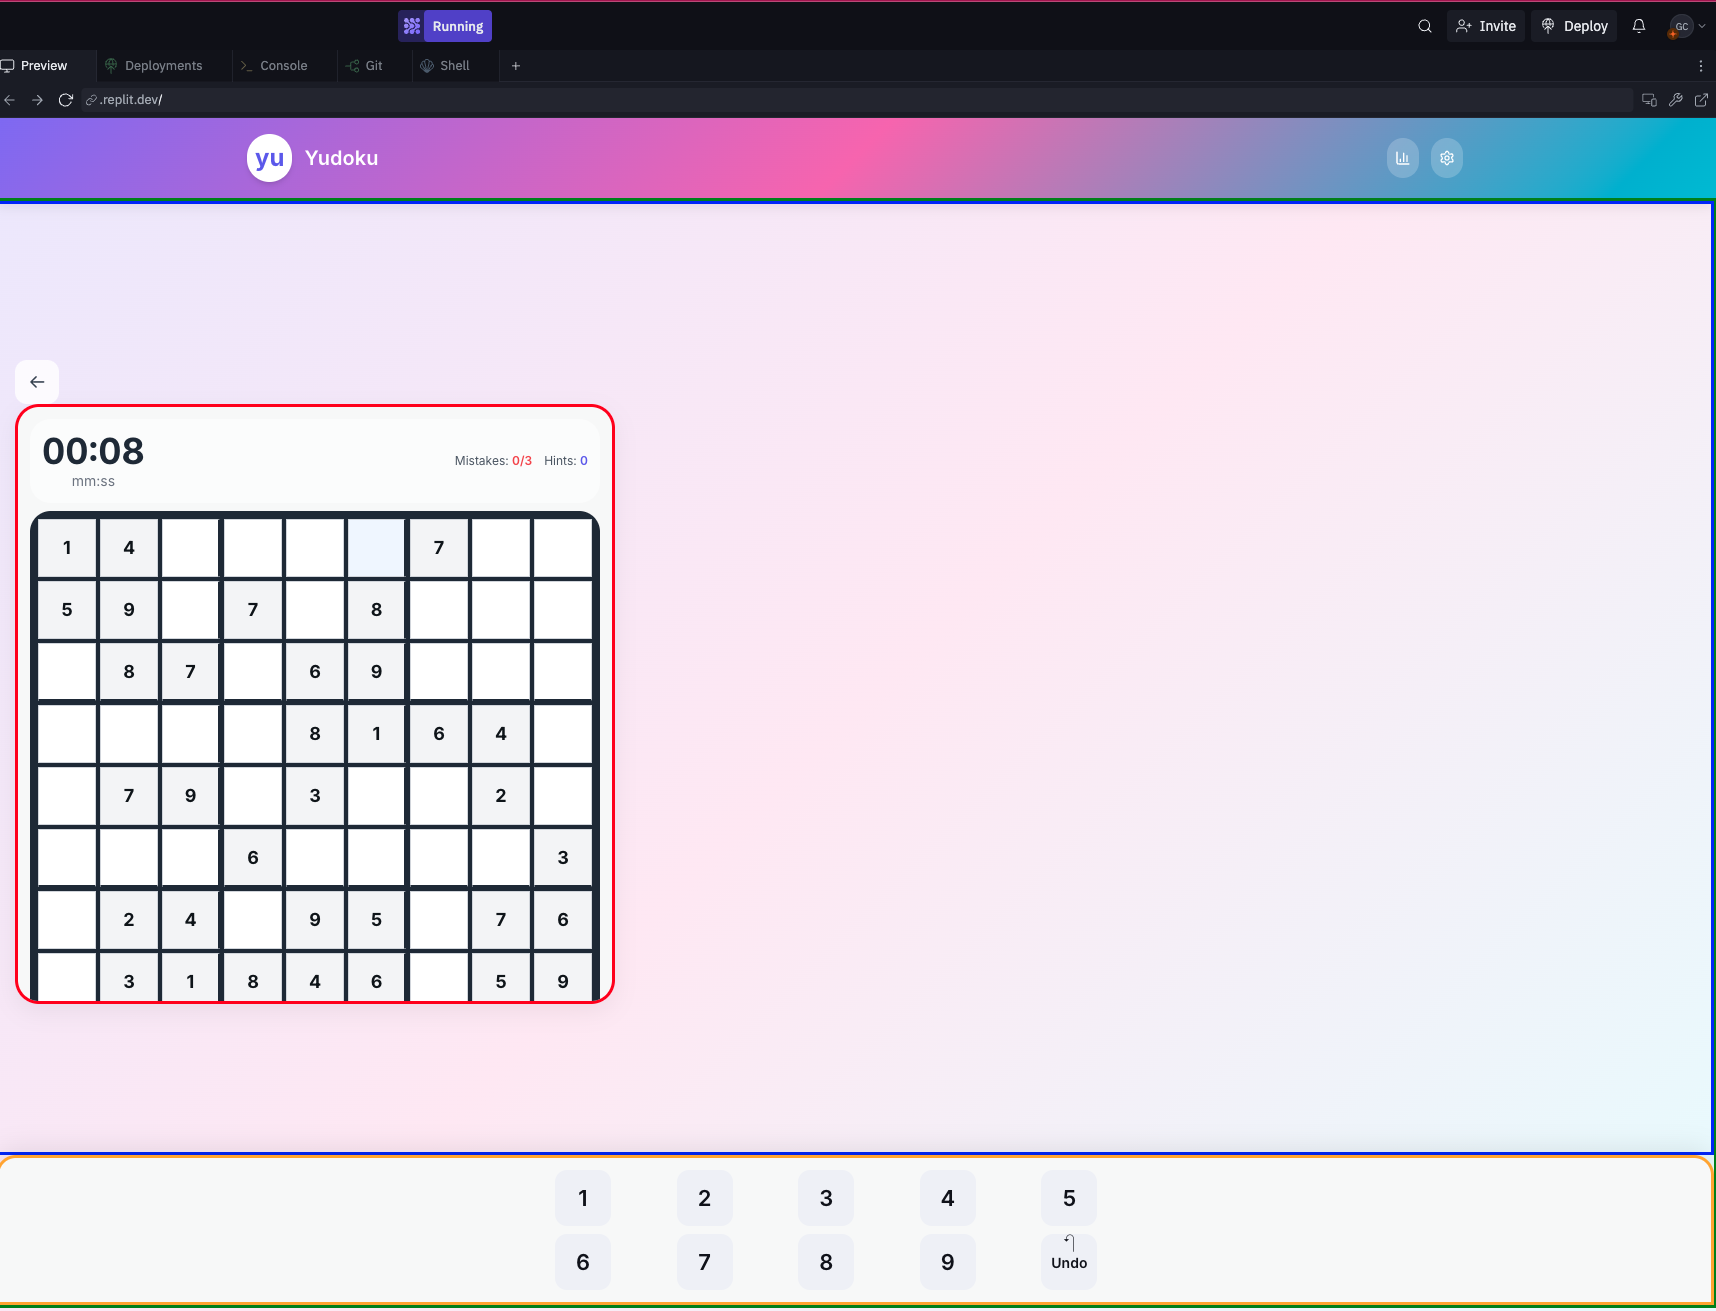 Running
Invite
Deploy
GC
Preview
Deployments
Console
Git
Shell
.replit.dev/
yu Yudoku
00:08
mm:ss
Mistakes: 0/3 Hints: 0
1 4 7
5 9 7 8
8 7 6 9
8 1 6 4
7 9 3 2
6 3
2 4 9 5 7 6
3 1 8 4 6 5 9
1 2 3 4 5
6 7 8 9 Undo